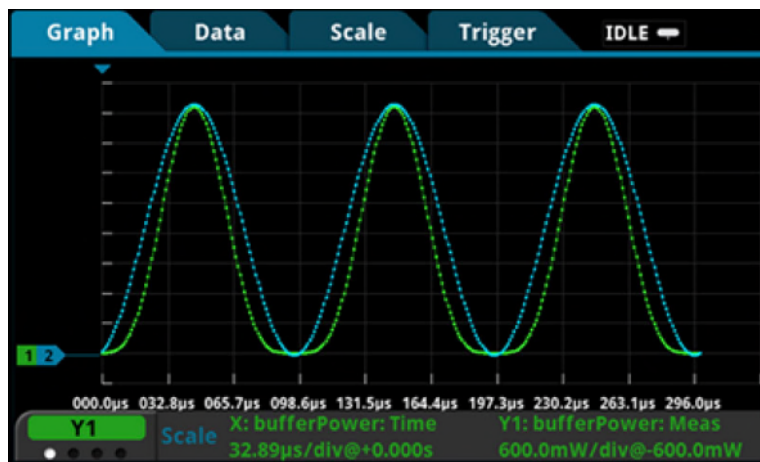 Graph Data Scale Trigger IDLE
1 2
000.0µs 032.8µs 065.7µs 098.6µs 131.5µs 164.4µs 197.3µs 230.2µs 263.1µs 296.0µs
Y1
Scale
X: bufferPower: Time Y1: bufferPower: Meas
32.89µs/div@+0.000s 600.0mW/div@-600.0mW